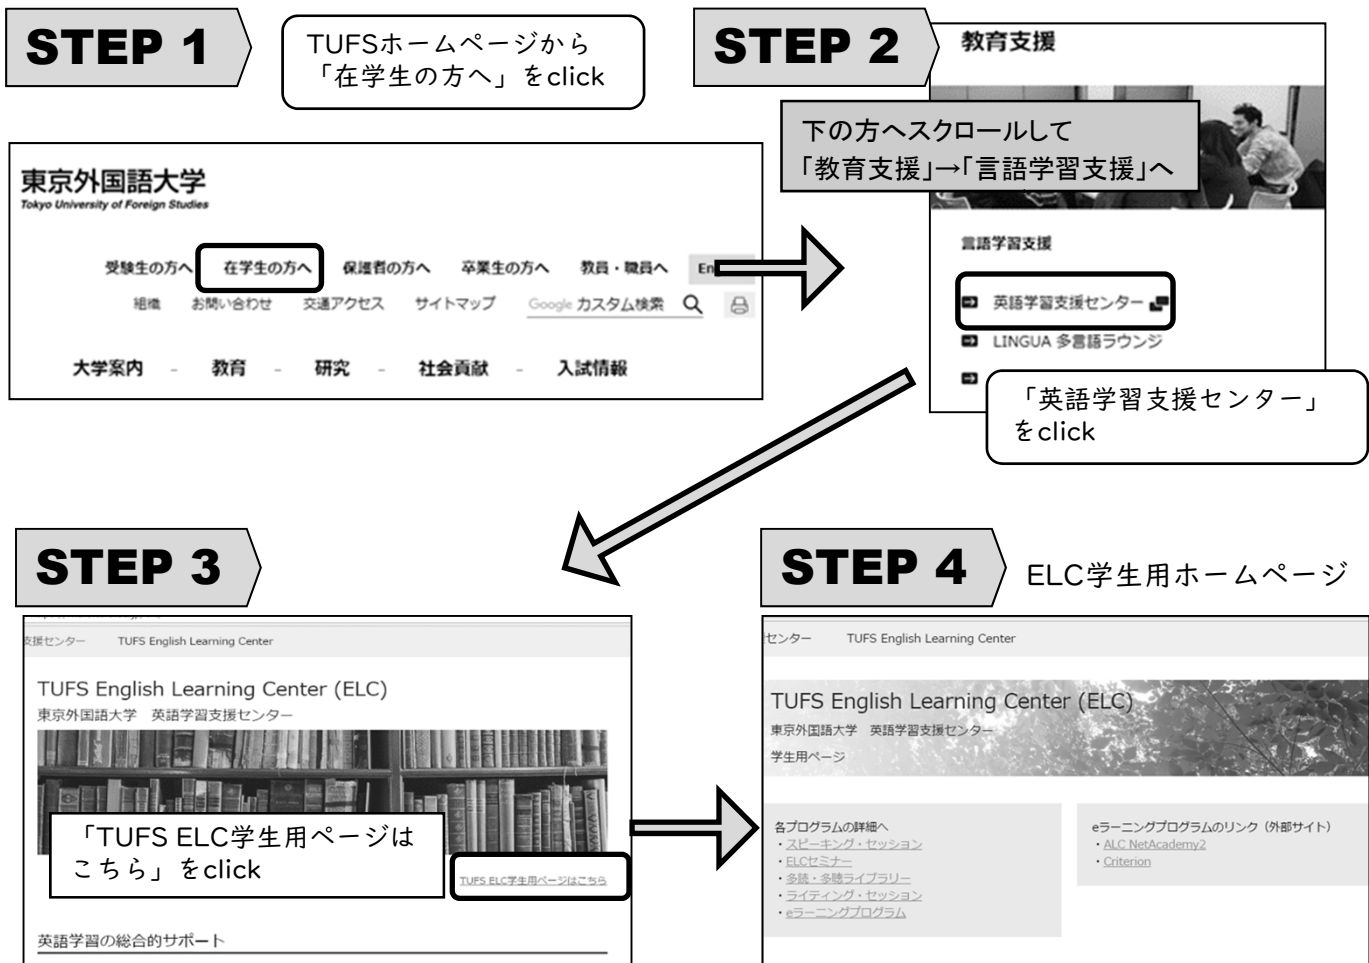 STEP 1
TUFSホームページから
「在学生の方へ」をclick
東京外国語大学
Tokyo University of Foreign Studies
受験生の方へ 在学生の方へ 保護者の方へ 卒業生の方へ 教員・職員へ En
組織 お問い合わせ 交通アクセス サイトマップ Google カスタム検索
大学案内 - 教育 - 研究 - 社会貢献 - 入試情報
STEP 2
教育支援
下の方へスクロールして
「教育支援」→「言語学習支援」へ
言語学習支援
英語学習支援センター
LINGUA 多言語ラウンジ
「英語学習支援センター」
をclick
STEP 3
支援センター TUFS English Learning Center
TUFS English Learning Center (ELC)
東京外国語大学 英語学習支援センター
「TUFS ELC学生用ページは
こちら」をclick
TUFS ELC学生用ページはこちら
英語学習の総合的サポート
STEP 4
ELC学生用ホームページ
センター TUFS English Learning Center
TUFS English Learning Center (ELC)
東京外国語大学 英語学習支援センター
学生用ページ
各プログラムの詳細へ
・スピーキング・セッション
・ELCセミナー
・多読・多聴ライブラリー
・ライティング・セッション
・eラーニングプログラム
eラーニングプログラムのリンク（外部サイト）
・ALC NetAcademy2
・Criterion